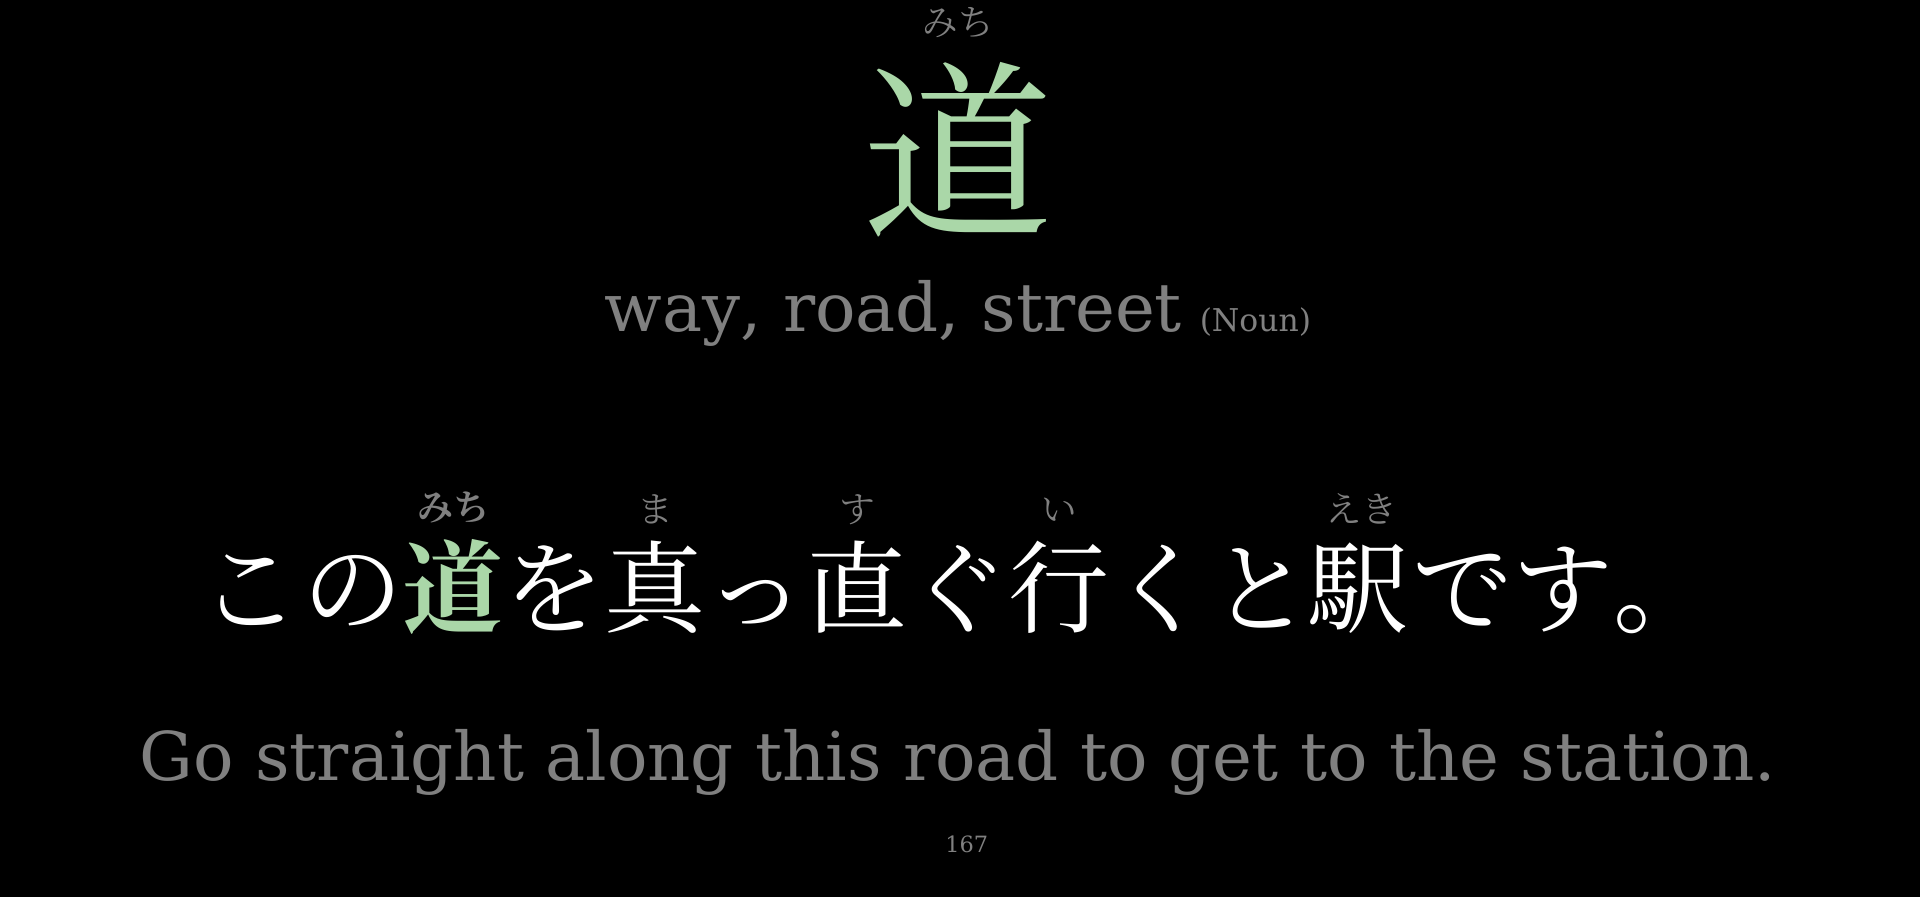 みち
道
way, road, street (Noun)
みち ま す い えき
この道を真っ直ぐ行くと駅です。
Go straight along this road to get to the station.
167